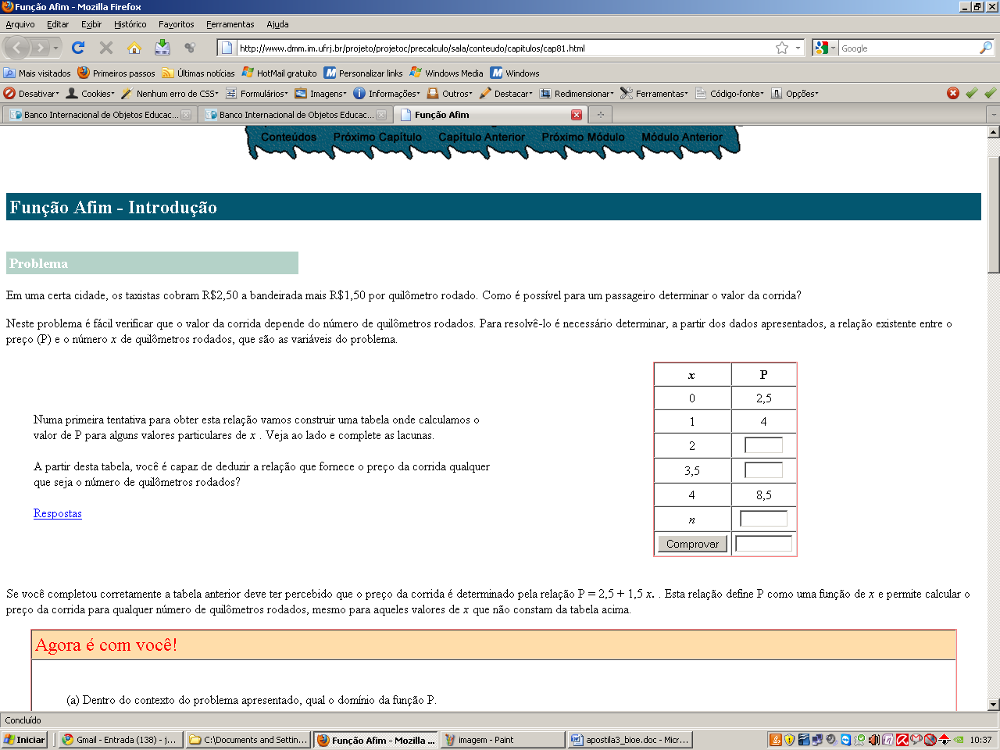 Função Afim - Mozilla Firefox
Arquivo Editar Exibir Histórico Favoritos Ferramentas Ajuda
http://www.dmm.im.ufrj.br/projeto/projetoc/precalculo/sala/conteudo/capitulos/cap81.html
Google
Mais visitados Primeiros passos Últimas notícias HotMail gratuito Personalizar links Windows Media Windows
Desativar Cookies Nenhum erro de CSS Formulários Imagens Informações Outros Destacar Redimensionar Ferramentas Código-fonte Opções
Banco Internacional de Objetos Educac... Banco Internacional de Objetos Educac... Função Afim
Conteúdos Próximo Capítulo Capítulo Anterior Próximo Módulo Módulo Anterior
Função Afim - Introdução
Problema
Em uma certa cidade, os taxistas cobram R$2,50 a bandeirada mais R$1,50 por quilômetro rodado. Como é possível para um passageiro determinar o valor da corrida?
Neste problema é fácil verificar que o valor da corrida depende do número de quilômetros rodados. Para resolvê-lo é necessário determinar, a partir dos dados apresentados, a relação existente entre o
preço (P) e o número x de quilômetros rodados, que são as variáveis do problema.
Numa primeira tentativa para obter esta relação vamos construir uma tabela onde calculamos o
valor de P para alguns valores particulares de x . Veja ao lado e complete as lacunas.
A partir desta tabela, você é capaz de deduzir a relação que fornece o preço da corrida qualquer
que seja o número de quilômetros rodados?
Respostas
x P
0 2,5
1 4
2
3,5
4 8,5
n
Comprovar
Se você completou corretamente a tabela anterior deve ter percebido que o preço da corrida é determinado pela relação P = 2,5 + 1,5 x. . Esta relação define P como uma função de x e permite calcular o
preço da corrida para qualquer número de quilômetros rodados, mesmo para aqueles valores de x que não constam da tabela acima.
Agora é com você!
(a) Dentro do contexto do problema apresentado, qual o domínio da função P.
Concluído
Iniciar Gmail - Entrada (138) - j... C:\Documents and Settin... Função Afim - Mozilla ... imagem - Paint apostila3_bioe.doc - Micr... 10:37